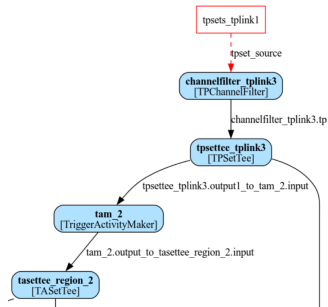 tpsets_tplink1
tpset_source
channelfilter_tplink3
[TPChannelFilter]
channelfilter_tplink3.tp
tpsettee_tplink3
[TPSetTee]
tpsettee_tplink3.output1_to_tam_2.input
tam_2
[TriggerActivityMaker]
tam_2.output_to_tasettee_region_2.input
tasettee_region_2
[TASetTee]